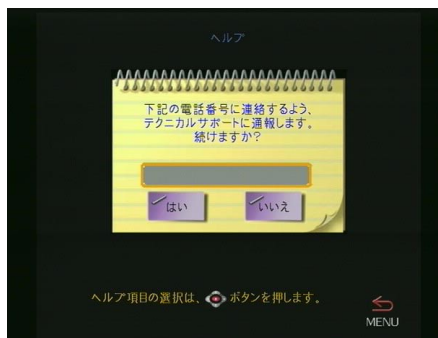 ヘルプ
下記の電話番号に連絡するよう、
テクニカルサポートに通報します。
続けますか?
はい
いいえ
ヘルプ項目の選択は、 ボタンを押します。
MENU